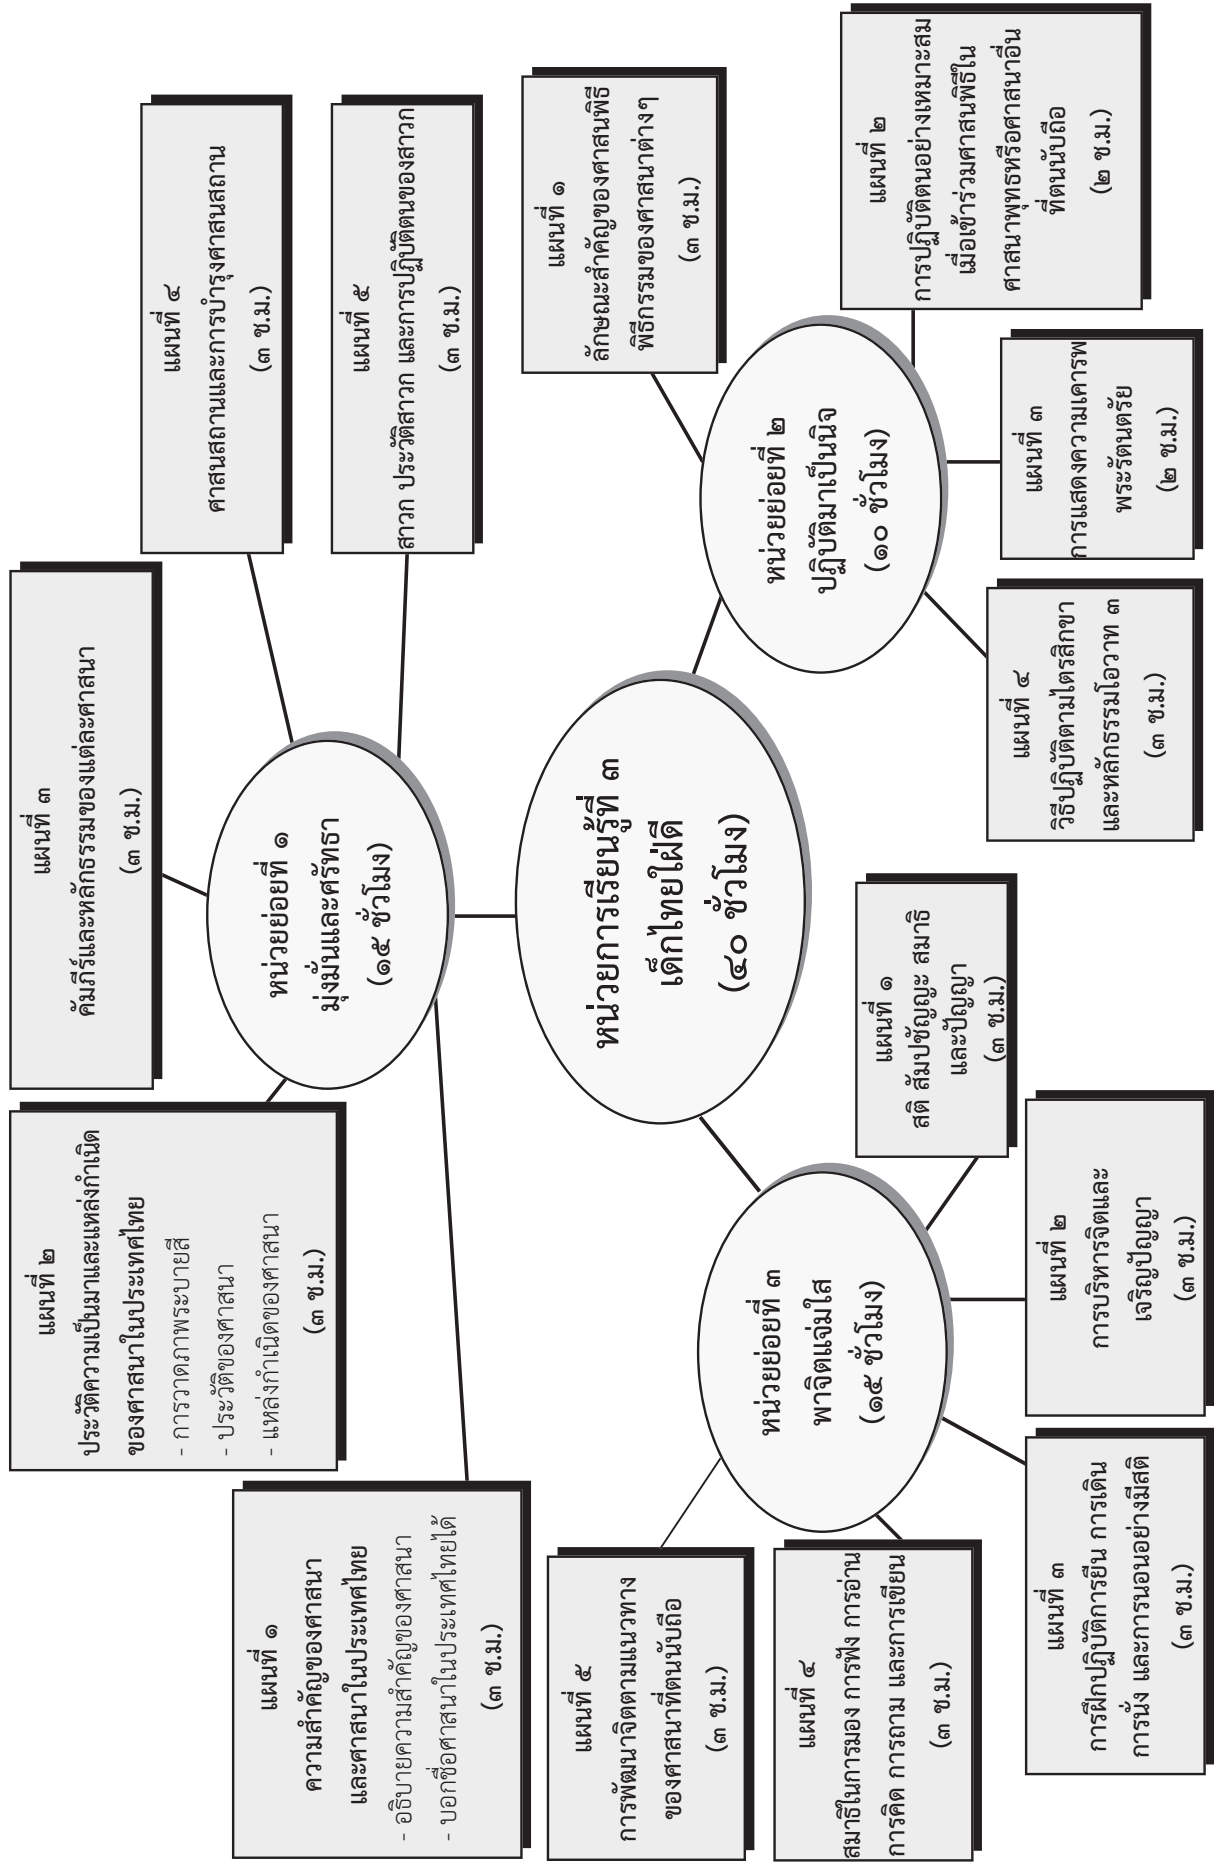 หน่วยการเรียนรู้ที่ ๓
เด็กไทยใฝ่ดี
(๔๐ ชั่วโมง)
หน่วยย่อยที่ ๑
มุ่งมั่นและศรัทธา
(๑๕ ชั่วโมง)
แผนที่ ๑
ความสำคัญของศาสนา
และศาสนาในประเทศไทย
- อธิบายความสำคัญของศาสนา
- บอกชื่อศาสนาในประเทศไทยได้
(๓ ช.ม.)
แผนที่ ๒
ประวัติความเป็นมาและแหล่งกำเนิด
ของศาสนาในประเทศไทย
- การวาดภาพระบายสี
- ประวัติของศาสนา
- แหล่งกำเนิดของศาสนา
(๓ ช.ม.)
แผนที่ ๓
คัมภีร์และหลักธรรมของแต่ละศาสนา
(๓ ช.ม.)
แผนที่ ๔
ศาสนสถานและการบำรุงศาสนสถาน
(๓ ช.ม.)
แผนที่ ๕
สาวก ประวัติสาวก และการปฏิบัติตนของสาวก
(๓ ช.ม.)
หน่วยย่อยที่ ๒
ปฏิบัติมาเป็นนิจ
(๑๐ ชั่วโมง)
แผนที่ ๑
ลักษณะสำคัญของศาสนพิธี
พิธีกรรมของศาสนาต่างๆ
(๓ ช.ม.)
แผนที่ ๒
การปฏิบัติตนอย่างเหมาะสม
เมื่อเข้าร่วมศาสนพิธีใน
ศาสนาพุทธหรือศาสนาอื่น
ที่ตนนับถือ
(๒ ช.ม.)
แผนที่ ๓
การแสดงความเคารพ
พระรัตนตรัย
(๒ ช.ม.)
แผนที่ ๔
วิธีปฏิบัติตามไตรสิกขา
และหลักธรรมโอวาท ๓
(๓ ช.ม.)
หน่วยย่อยที่ ๓
พาจิตแจ่มใส
(๑๕ ชั่วโมง)
แผนที่ ๑
สติ สัมปชัญญะ สมาธิ
และปัญญา
(๓ ช.ม.)
แผนที่ ๒
การบริหารจิตและ
เจริญปัญญา
(๓ ช.ม.)
แผนที่ ๓
การฝึกปฏิบัติการยืน การเดิน
การนั่ง และการนอนอย่างมีสติ
(๓ ช.ม.)
แผนที่ ๔
สมาธิในการมอง การฟัง การอ่าน
การคิด การถาม และการเขียน
(๓ ช.ม.)
แผนที่ ๕
การพัฒนาจิตตามแนวทาง
ของศาสนาที่ตนนับถือ
(๓ ช.ม.)